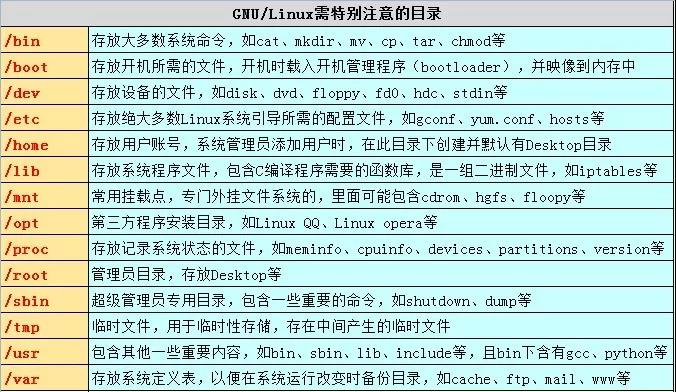 GNU/Linux需特别注意的目录
/bin 存放大多数系统命令，如cat、mkdir、mv、cp、tar、chmod等
/boot 存放开机所需的文件，开机时载入开机管理程序（bootloader），并映像到内存中
/dev 存放设备的文件，如disk、dvd、floppy、fd0、hdc、stdin等
/etc 存放绝大多数Linux系统引导所需的配置文件，如gconf、yum.conf、hosts等
/home 存放用户账号，系统管理员添加用户时，在此目录下创建并默认有Desktop目录
/lib 存放系统程序文件，包含C编译程序需要的函数库，是一组二进制文件，如iptables等
/mnt 常用挂载点，专门外挂文件系统的，里面可能包含cdrom、hgfs、floopy等
/opt 第三方程序安装目录，如Linux QQ、Linux opera等
/proc 存放记录系统状态的文件，如meminfo、cpuinfo、devices、partitions、version等
/root 管理员目录，存放Desktop等
/sbin 超级管理员专用目录，包含一些重要的命令，如shutdown、dump等
/tmp 临时文件，用于临时性存储，存在中间产生的临时文件
/usr 包含其他一些重要内容，如bin、sbin、lib、include等，且bin下含有gcc、python等
/var 存放系统定义表，以便在系统运行改变时备份目录，如cache、ftp、mail、www等